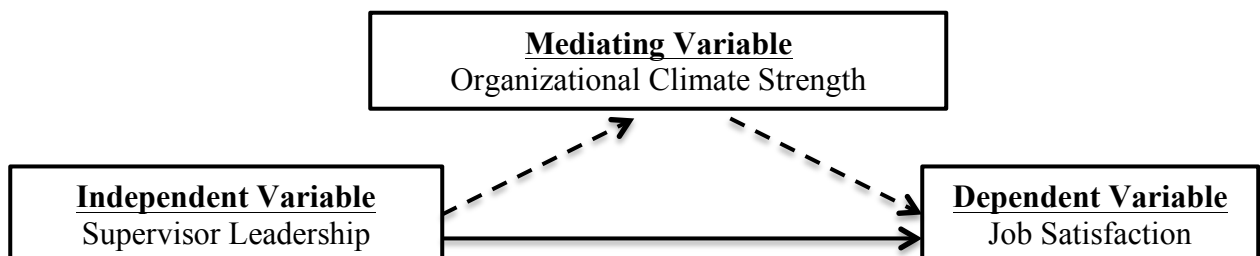 Mediating Variable
Organizational Climate Strength
Independent Variable
Supervisor Leadership
Dependent Variable
Job Satisfaction